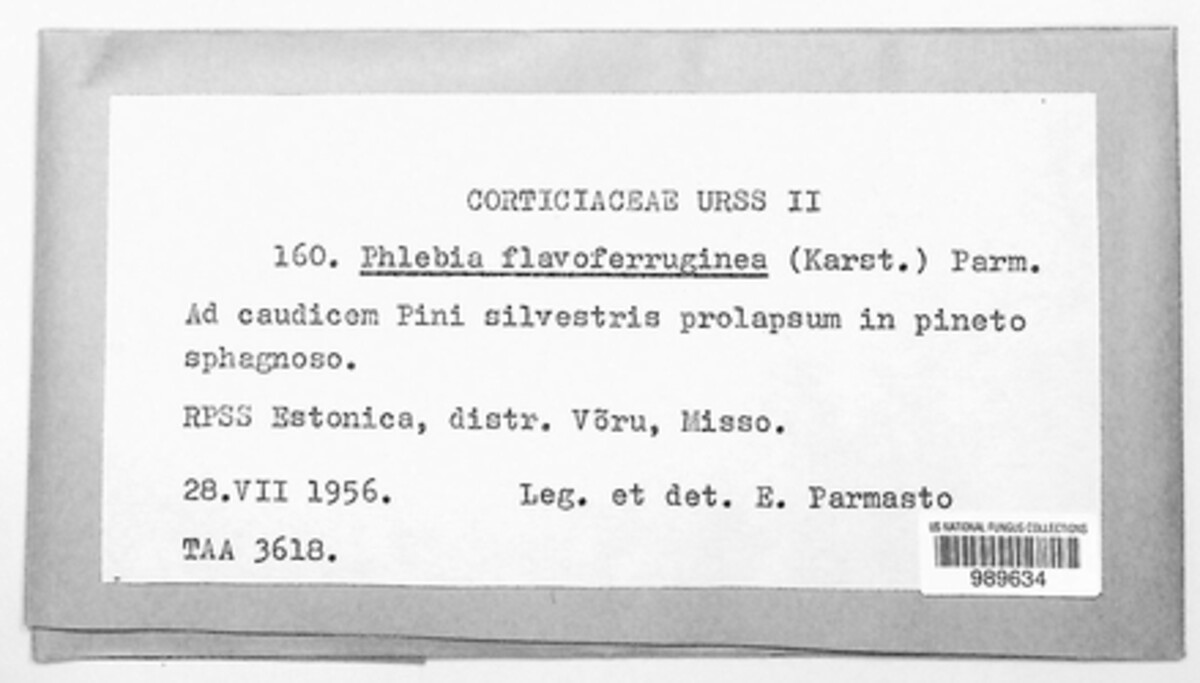 CORTICIACEAE URSS II
160. Phlebia flavoferruginea (Karst.) Parm.
Ad caudicem Pini silvestris prolapsum in pineto
sphagnoso.
RPSS Estonica, distr. Võru, Misso.
28.VII 1956. Leg. et det. E. Parmasto
TAA 3618.
US NATIONAL FUNGUS COLLECTIONS
989634